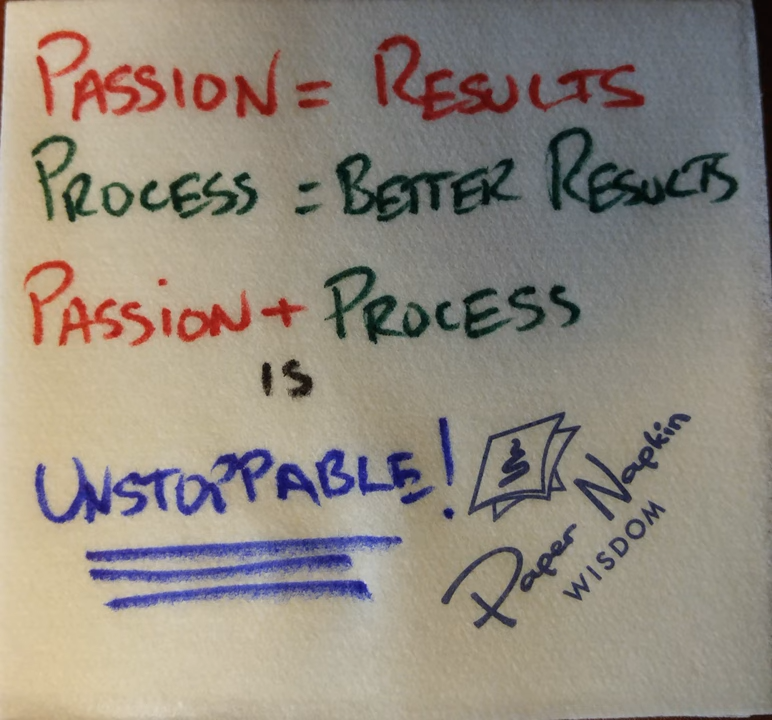 PASSION = RESULTS
PROCESS = BETTER RESULTS
PASSION + PROCESS
IS
UNSTOPPABLE!
Paper Napkin
WISDOM